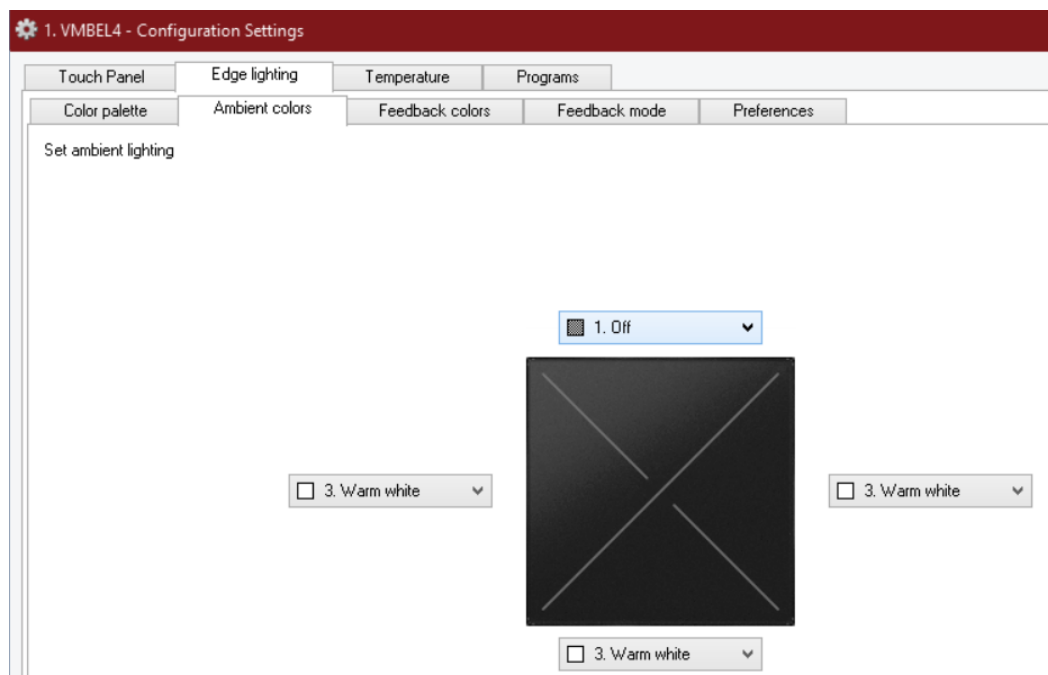 1. VMBEL4 - Configuration Settings
Touch Panel Edge lighting Temperature Programs
Color palette Ambient colors Feedback colors Feedback mode Preferences
Set ambient lighting
1. Off
3. Warm white 3. Warm white
3. Warm white